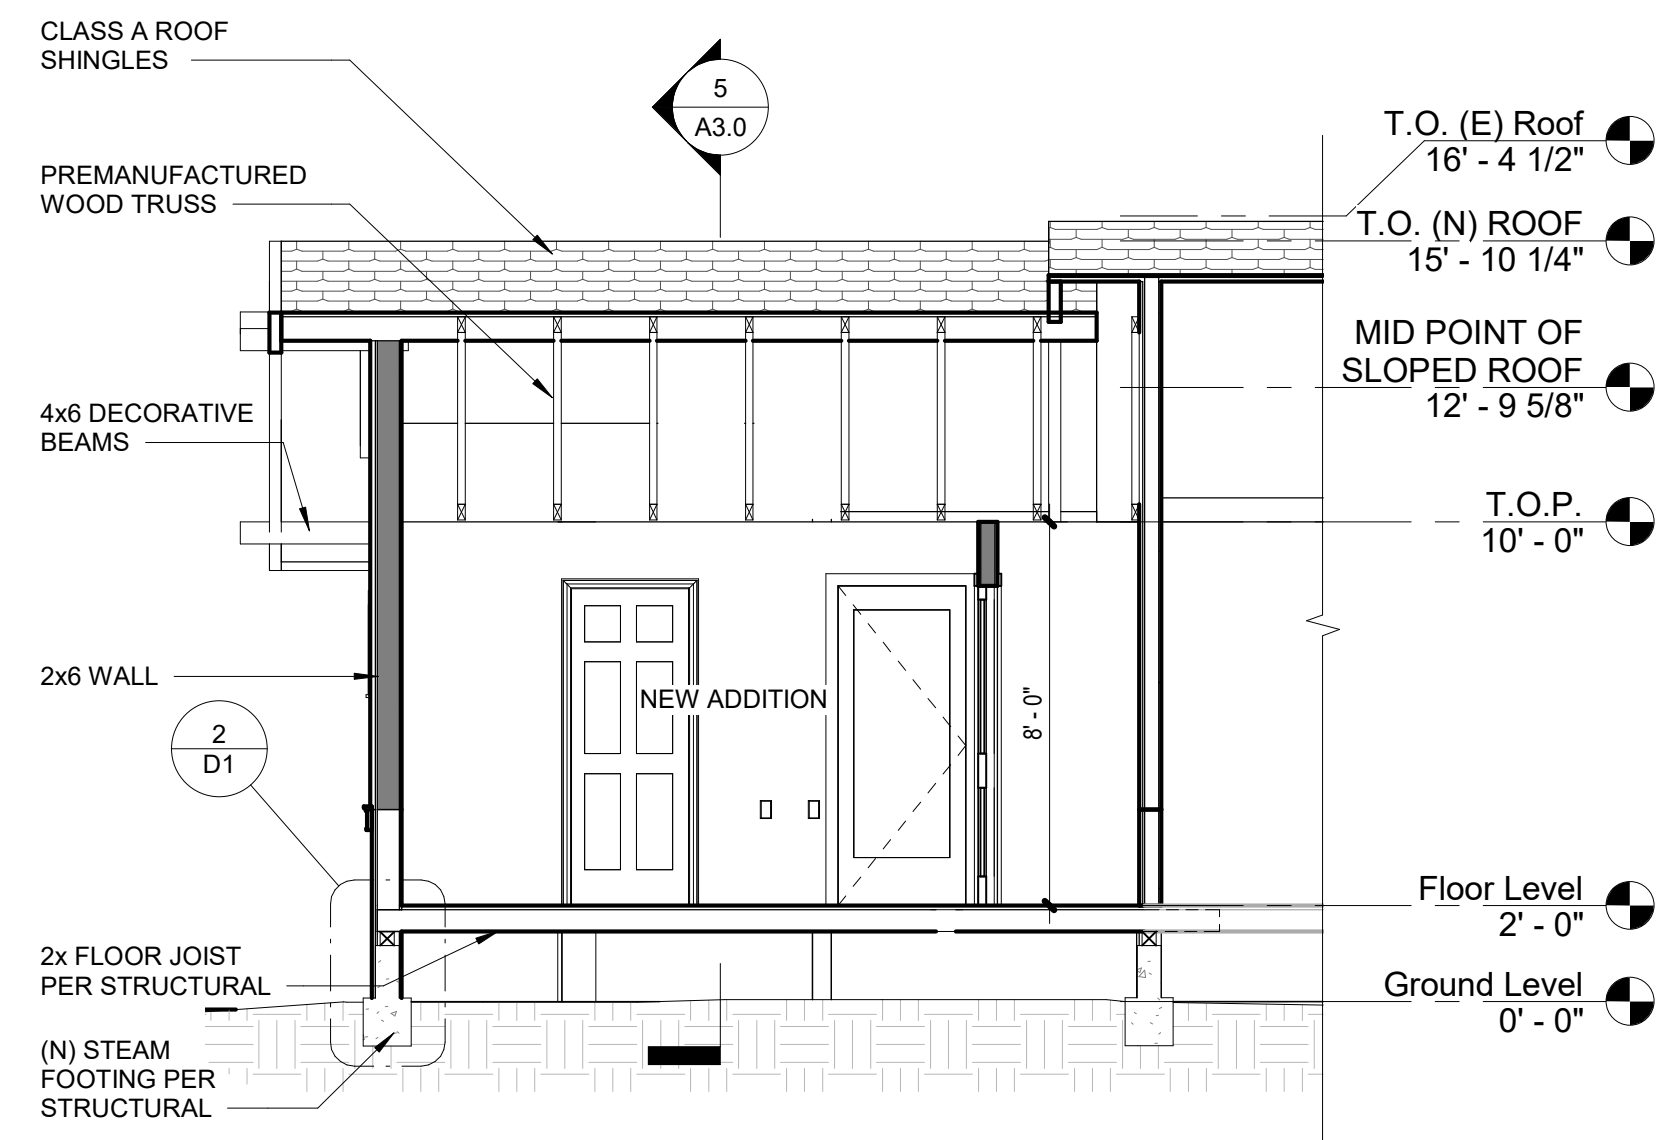 CLASS A ROOF
SHINGLES
5
A3.0
T.O. (E) Roof
16' - 4 1/2"
PREMANUFACTURED
WOOD TRUSS
T.O. (N) ROOF
15' - 10 1/4"
MID POINT OF
SLOPED ROOF
12' - 9 5/8"
4x6 DECORATIVE
BEAMS
T.O.P.
10' - 0"
2x6 WALL
NEW ADDITION
8' - 0"
2
D1
Floor Level
2' - 0"
2x FLOOR JOIST
PER STRUCTURAL
Ground Level
0' - 0"
(N) STEAM
FOOTING PER
STRUCTURAL